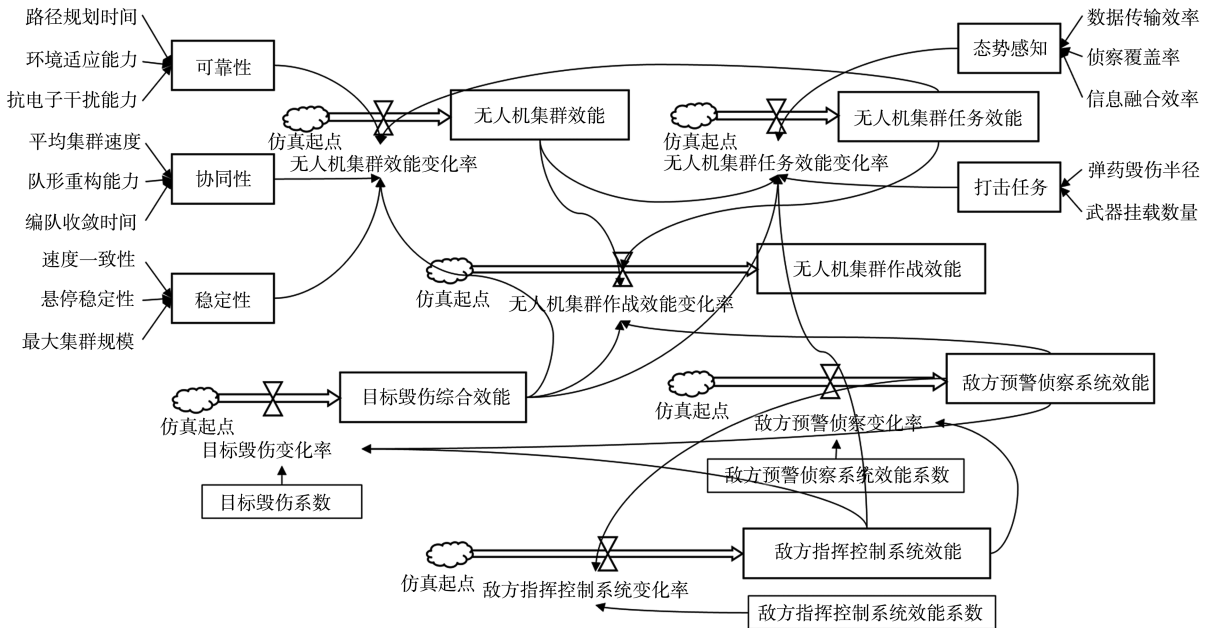 路径规划时间
环境适应能力
抗电子干扰能力
可靠性
平均集群速度
队形重构能力
编队收敛时间
协同性
速度一致性
悬停稳定性
最大集群规模
稳定性
仿真起点
无人机集群效能变化率
无人机集群效能
仿真起点
无人机集群任务效能变化率
无人机集群任务效能
态势感知
数据传输效率
侦察覆盖率
信息融合效率
打击任务
弹药毁伤半径
武器挂载数量
仿真起点
无人机集群作战效能变化率
无人机集群作战效能
仿真起点
目标毁伤变化率
目标毁伤综合效能
目标毁伤系数
仿真起点
敌方预警侦察变化率
敌方预警侦察系统效能
敌方预警侦察系统效能系数
仿真起点
敌方指挥控制系统变化率
敌方指挥控制系统效能
敌方指挥控制系统效能系数